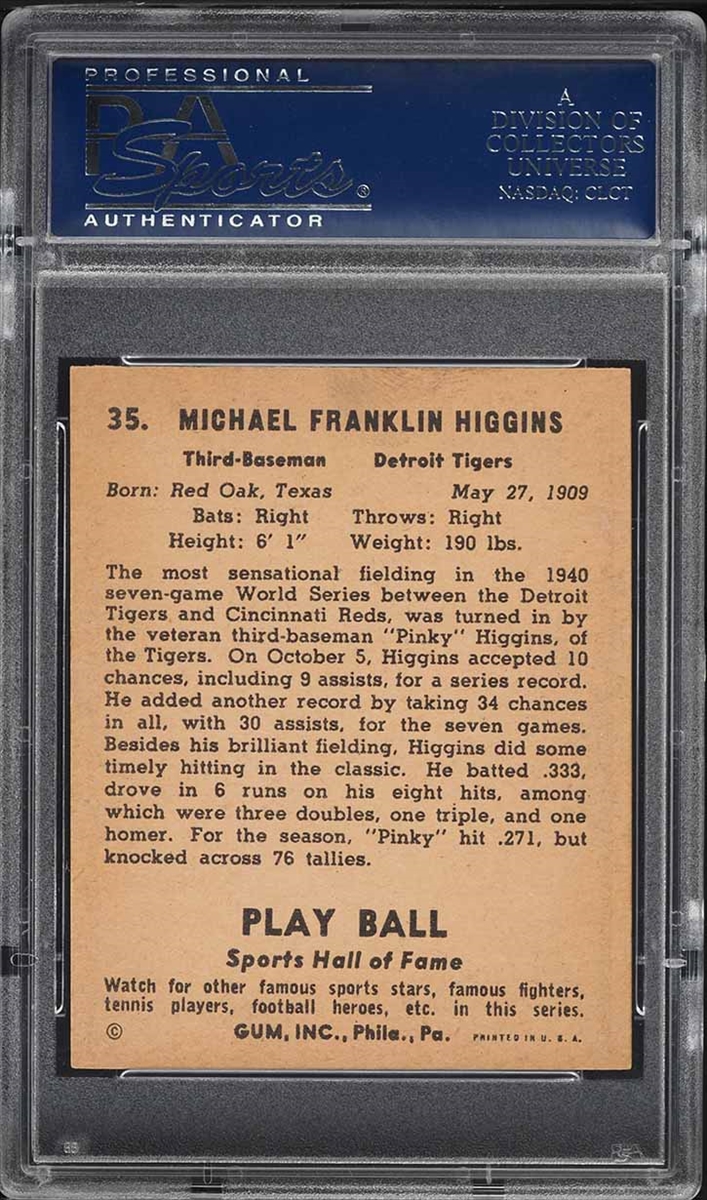 PROFESSIONAL
PSA
Sports®
AUTHENTICATOR
A
DIVISION OF
COLLECTORS
UNIVERSE
NASDAQ: CLCT
35. MICHAEL FRANKLIN HIGGINS
Third-Baseman Detroit Tigers
Born: Red Oak, Texas May 27, 1909
Bats: Right Throws: Right
Height: 6' 1" Weight: 190 lbs.
The most sensational fielding in the 1940
seven-game World Series between the Detroit
Tigers and Cincinnati Reds, was turned in by
the veteran third-baseman "Pinky" Higgins, of
the Tigers. On October 5, Higgins accepted 10
chances, including 9 assists, for a series record.
He added another record by taking 34 chances
in all, with 30 assists, for the seven games.
Besides his brilliant fielding, Higgins did some
timely hitting in the classic. He batted .333,
drove in 6 runs on his eight hits, among
which were three doubles, one triple, and one
homer. For the season, "Pinky" hit .271, but
knocked across 76 tallies.
PLAY BALL
Sports Hall of Fame
Watch for other famous sports stars, famous fighters,
tennis players, football heroes, etc. in this series.
© GUM, INC., Phila., Pa. PRINTED IN U. S. A.